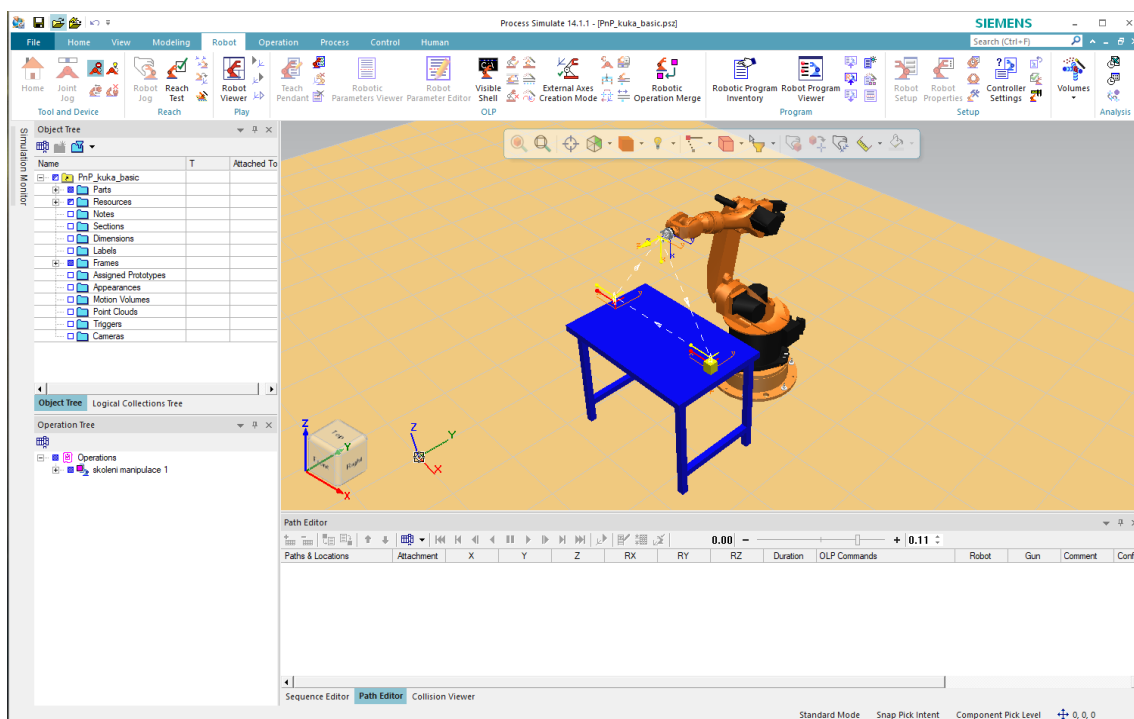 Process Simulate 14.1.1 - [PnP_kuka_basic.psz]
SIEMENS
File Home View Modeling Robot Operation Process Control Human
Search (Ctrl+F)
Home Joint Jog Robot Jog Reach Test Robot Viewer Teach Pendant Robotic Parameters Viewer Robot Parameter Editor Visible Shell External Axes Creation Mode Robotic Operation Merge Robotic Program Inventory Robot Program Viewer Robot Setup Robot Properties Controller Settings Volumes
Tool and Device Reach Play OLP Program Setup Analysis
Simulation Monitor
Object Tree
Name T Attached To
PnP_kuka_basic
Parts
Resources
Notes
Sections
Dimensions
Labels
Frames
Assigned Prototypes
Appearances
Motion Volumes
Point Clouds
Triggers
Cameras
Object Tree Logical Collections Tree
Operation Tree
Operations
skoleni manipulace 1
Z
Top
Front
Right
Y
X
Z
Y
X
Path Editor
0.00 0.11
Paths & Locations Attachment X Y Z RX RY RZ Duration OLP Commands Robot Gun Comment Conf
Sequence Editor Path Editor Collision Viewer
Standard Mode Snap Pick Intent Component Pick Level 0, 0, 0